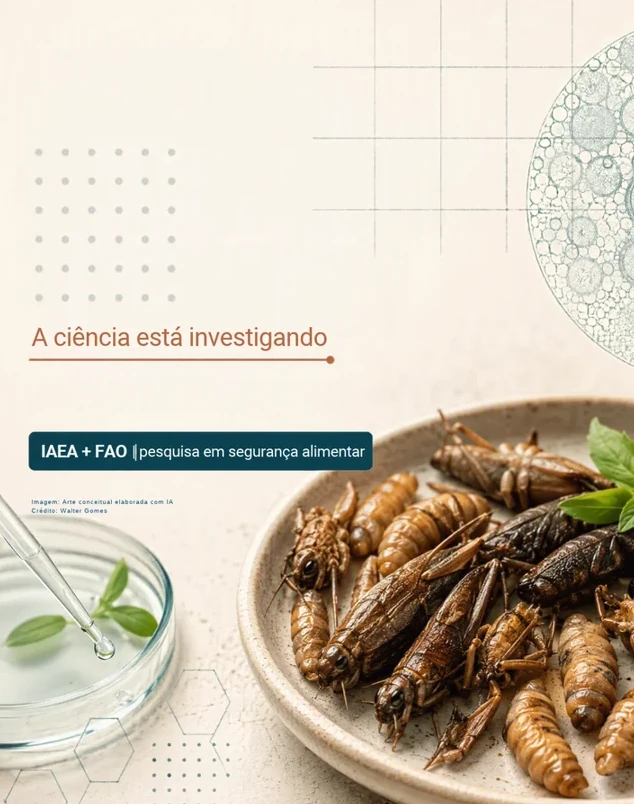 A ciência está investigando
IAEA + FAO | pesquisa em segurança alimentar
Imagem: Arte conceitual elaborada com IA
Crédito: Walter Gomes